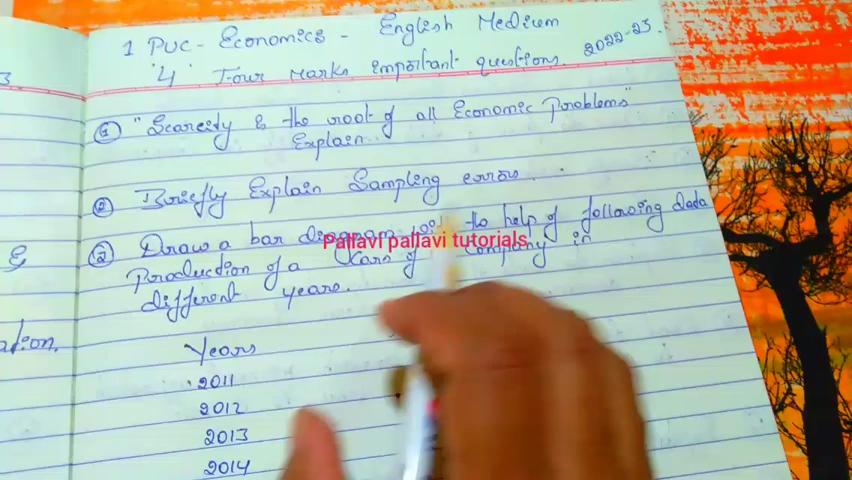 1 PUC - Economics - English Medium
'4' Four Marks important questions. 2022-23.
① "Scarcity is the root of all Economic Problems"
Explain.
② Briefly Explain Sampling errors.
② Draw a bar diagram with the help of following data
Pallavi pallavi tutorials
Production of a Cars of company in
different years.
Years
2011
2012
2013
2014
3.
&
ation.